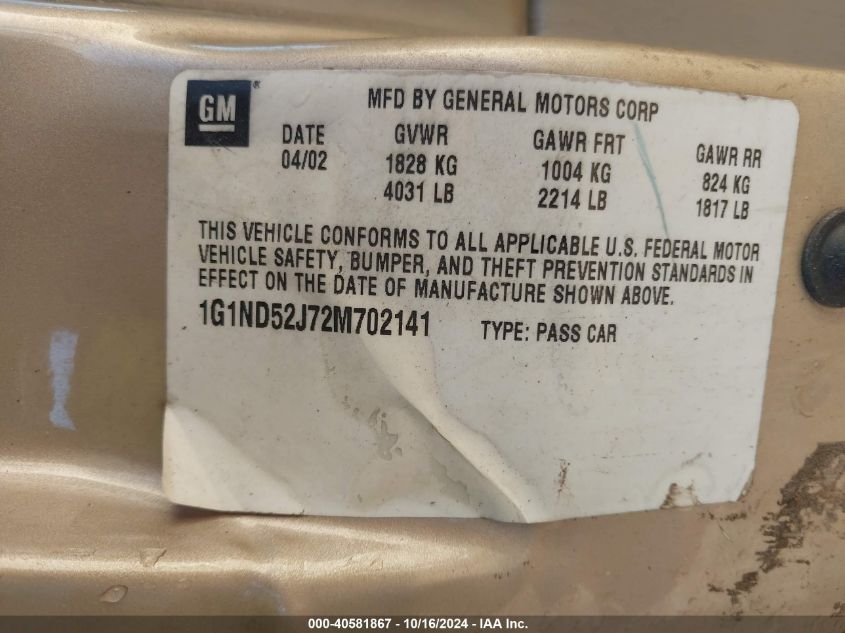 GM ®
MFD BY GENERAL MOTORS CORP
DATE GVWR GAWR FRT GAWR RR
04/02 1828 KG 1004 KG 824 KG
4031 LB 2214 LB 1817 LB
THIS VEHICLE CONFORMS TO ALL APPLICABLE U.S. FEDERAL MOTOR
VEHICLE SAFETY, BUMPER, AND THEFT PREVENTION STANDARDS IN
EFFECT ON THE DATE OF MANUFACTURE SHOWN ABOVE.
1G1ND52J72M702141 TYPE: PASS CAR
000-40581867 - 10/16/2024 - IAA Inc.